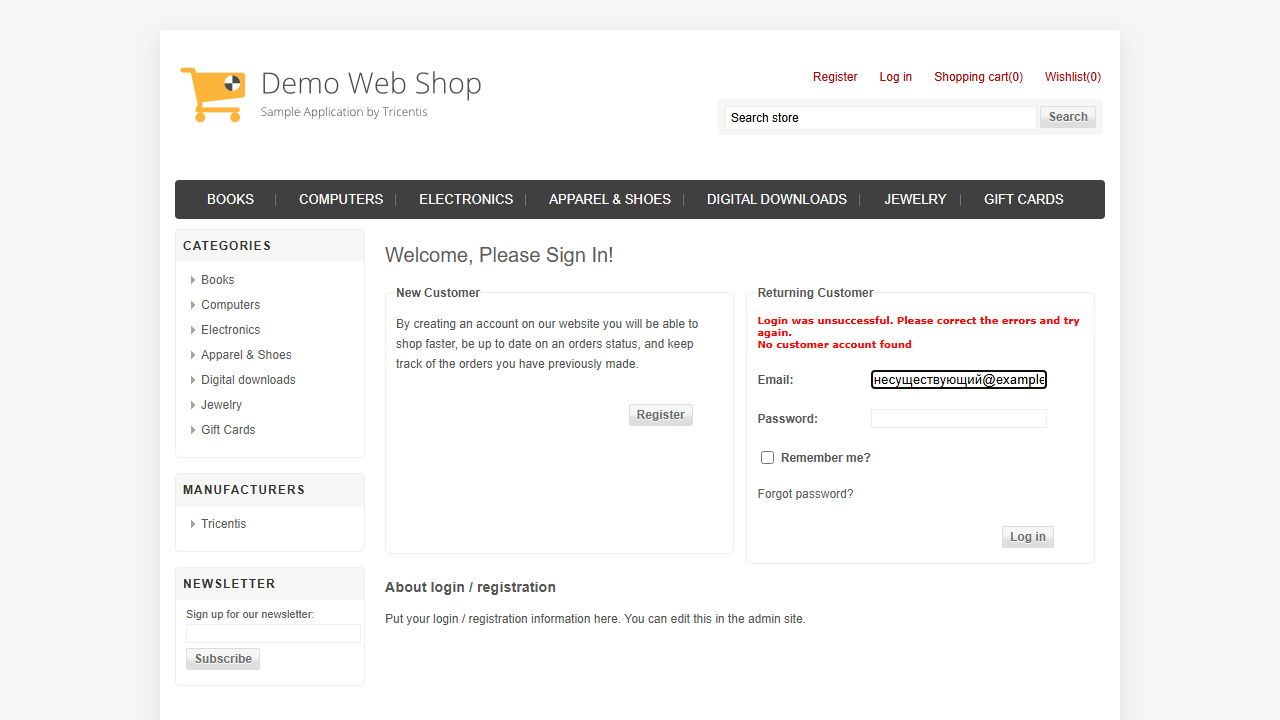 Demo Web Shop
Sample Application by Tricentis
Register Log in Shopping cart(0) Wishlist(0)
Search store Search
BOOKS COMPUTERS ELECTRONICS APPAREL & SHOES DIGITAL DOWNLOADS JEWELRY GIFT CARDS
CATEGORIES
Books
Computers
Electronics
Apparel & Shoes
Digital downloads
Jewelry
Gift Cards
MANUFACTURERS
Tricentis
NEWSLETTER
Sign up for our newsletter:
Subscribe
Welcome, Please Sign In!
New Customer
By creating an account on our website you will be able to
shop faster, be up to date on an orders status, and keep
track of the orders you have previously made.
Register
Returning Customer
Login was unsuccessful. Please correct the errors and try
again.
No customer account found
Email: несуществующий@example
Password:
Remember me?
Forgot password?
Log in
About login / registration
Put your login / registration information here. You can edit this in the admin site.